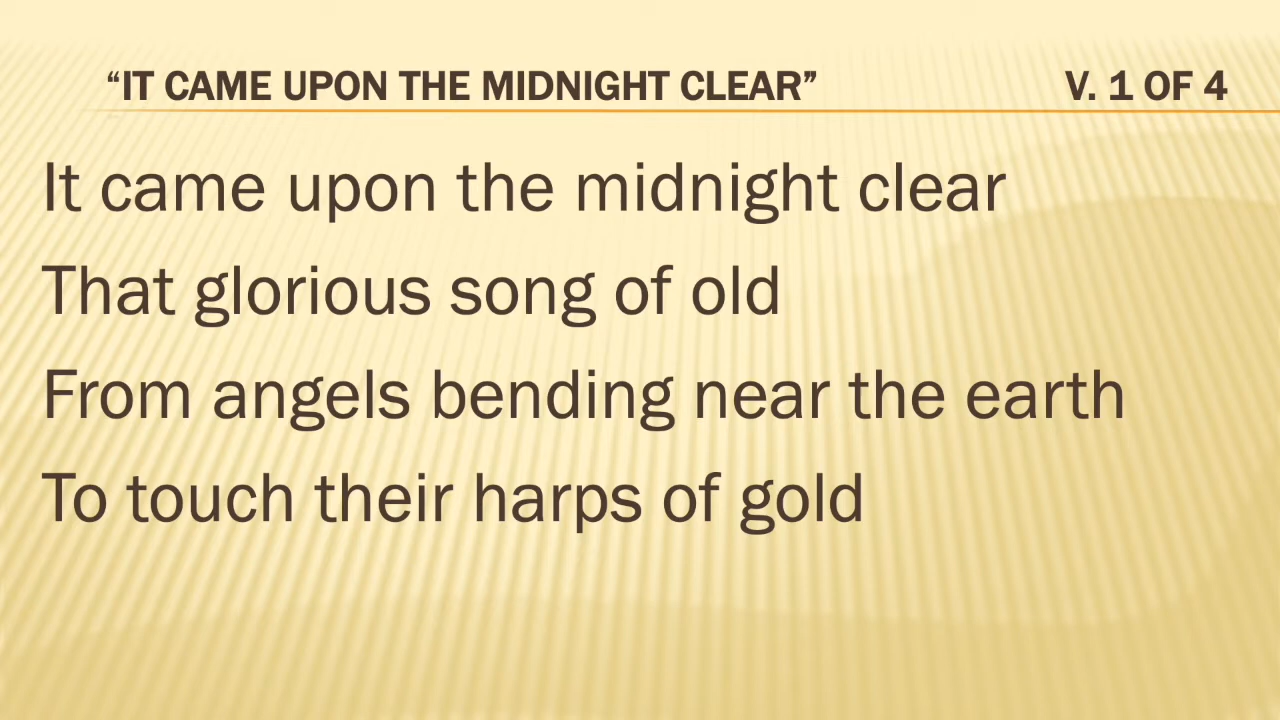 “IT CAME UPON THE MIDNIGHT CLEAR” V. 1 OF 4
It came upon the midnight clear
That glorious song of old
From angels bending near the earth
To touch their harps of gold